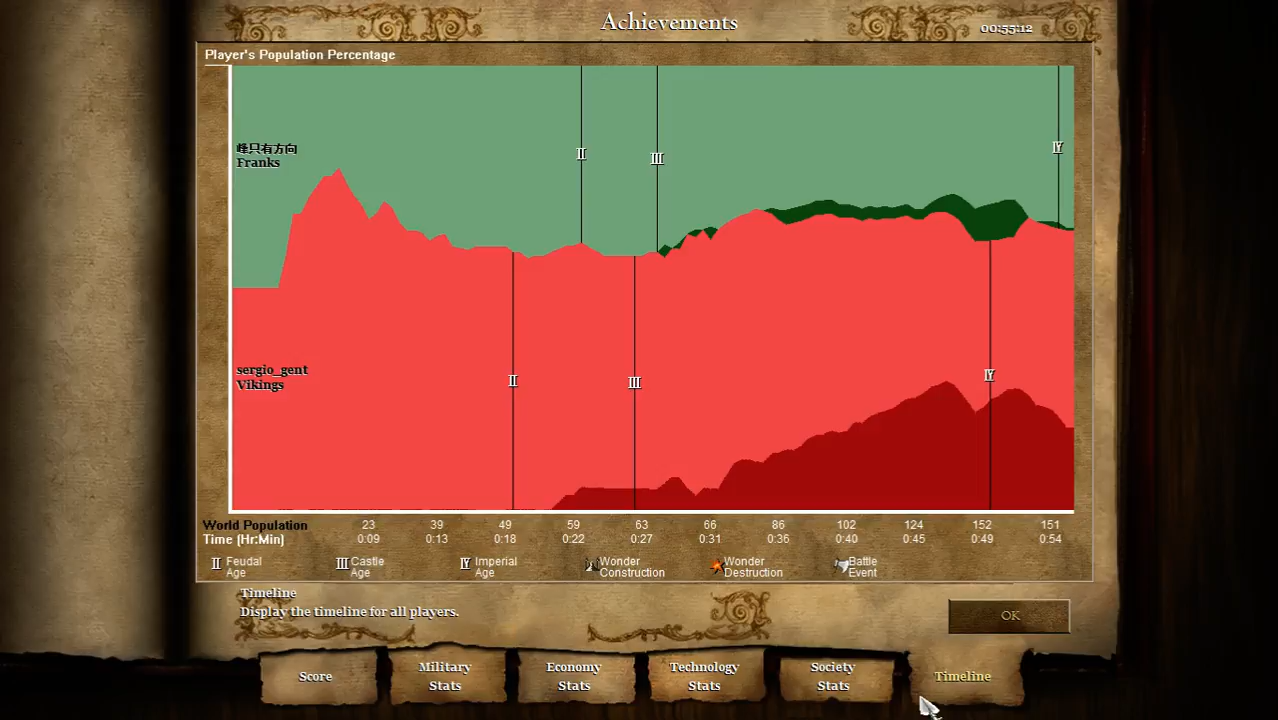 Achievements
00:55:12
Player's Population Percentage
峰只有方向
Franks
II
III
IV
sergio_gent
Vikings
II
III
IV
World Population 23 39 49 59 63 66 86 102 124 152 151
Time (Hr:Min) 0:09 0:13 0:18 0:22 0:27 0:31 0:36 0:40 0:45 0:49 0:54
II Feudal Age
III Castle Age
IV Imperial Age
Wonder Construction
Wonder Destruction
Battle Event
Timeline
Display the timeline for all players.
OK
Score
Military Stats
Economy Stats
Technology Stats
Society Stats
Timeline